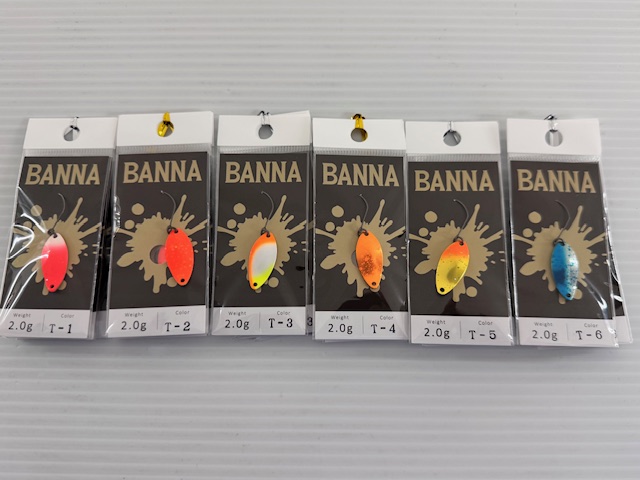 BANNA
Weight Color
2.0g T-1
BANNA
Weight Color
2.0g T-2
BANNA
Weight Color
2.0g T-3
BANNA
Weight Color
2.0g T-4
BANNA
Weight Color
2.0g T-5
BANNA
Weight Color
2.0g T-6